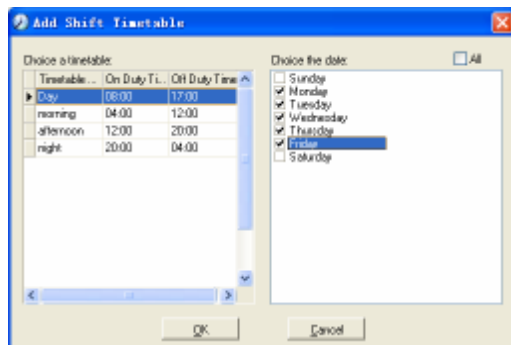 Add Shift Timetable
Choice a timetable:
Timetable... On Duty Ti... Off Duty Time
Day 08:00 17:00
morning 04:00 12:00
afternoon 12:00 20:00
night 20:00 04:00
Choice the date: All
Sunday
Monday
Tuesday
Wednesday
Thursday
Friday
Saturday
OK Cancel